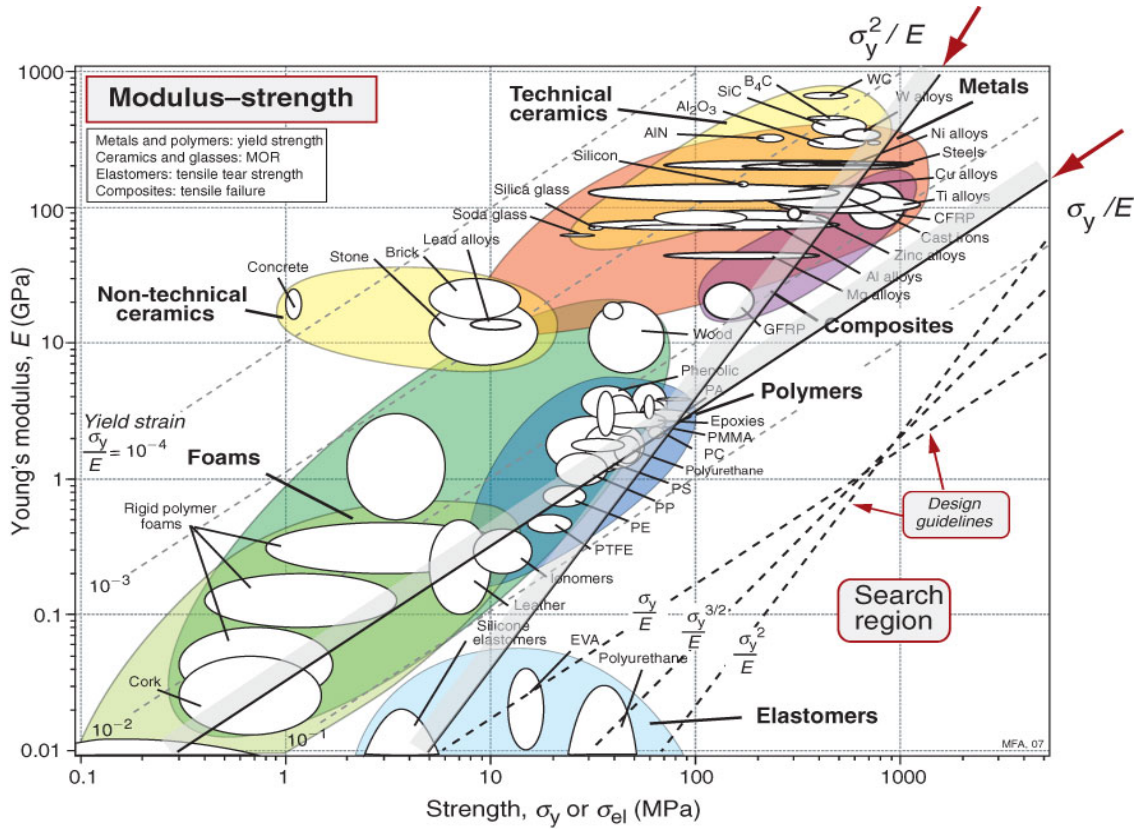 σy² / E
1000
Modulus–strength
Metals and polymers: yield strength
Ceramics and glasses: MOR
Elastomers: tensile tear strength
Composites: tensile failure
Technical
ceramics
B4C
SiC
Al2O3
AlN
WC
W alloys
Metals
Ni alloys
Steels
Cu alloys
Ti alloys
CFRP
Cast irons
Zinc alloys
Al alloys
Mg alloys
σy /E
Silicon
Silica glass
Soda glass
100
Lead alloys
Brick
Stone
Concrete
Non-technical
ceramics
GFRP
Composites
Wood
10
Phenolic
PA
Polymers
Epoxies
PMMA
PC
Polyurethane
PS
PP
PE
PTFE
Ionomers
Leather
Yield strain
σy
E
= 10⁻⁴
Foams
1
Rigid polymer
foams
Design
guidelines
10⁻³
0.1
Search
region
Silicone
elastomers
EVA
Polyurethane
σy
E
σy³/²
E
σy²
E
Cork
Elastomers
10⁻²
10⁻¹
0.01
MFA, 07
0.1
1
10
100
1000
Young's modulus, E (GPa)
Strength, σy or σel (MPa)